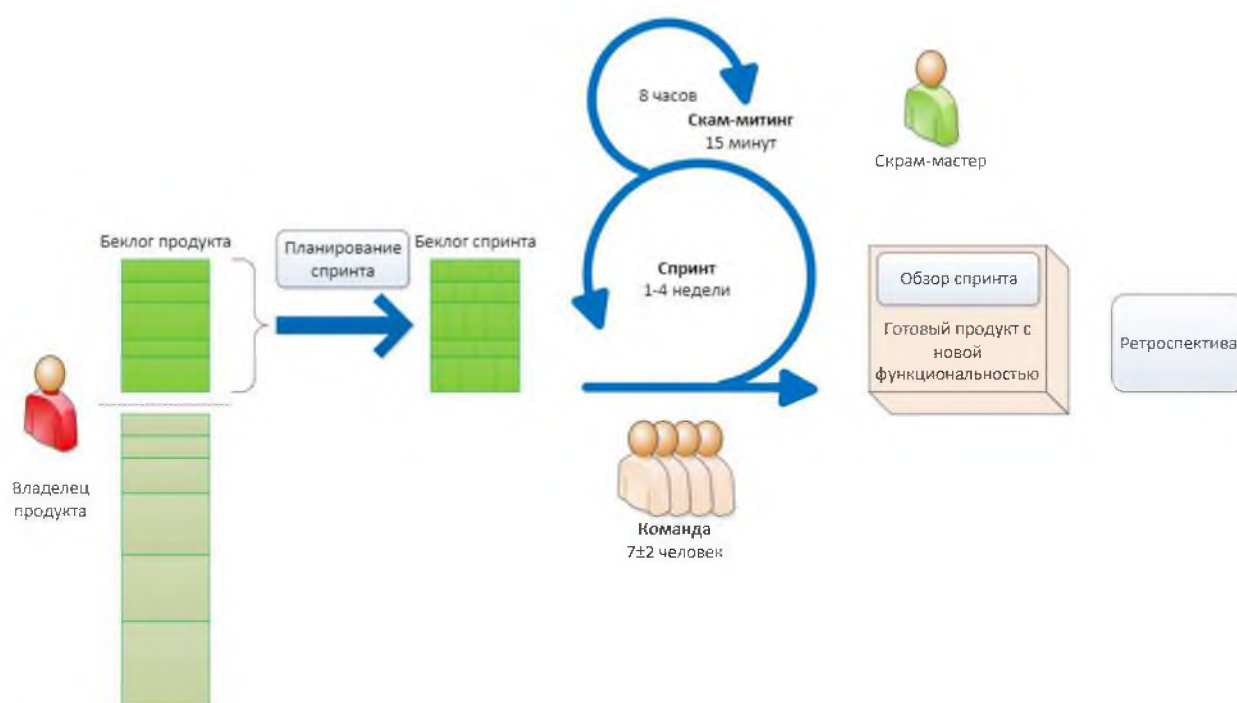 8 часов
Скам-митинг
15 минут
Скрам-мастер
Беклог продукта
Планирование
спринта
Беклог спринта
Спринт
1-4 недели
Обзор спринта
Готовый продукт с
новой
функциональностью
Ретроспектива
Владелец
продукта
Команда
7±2 человек